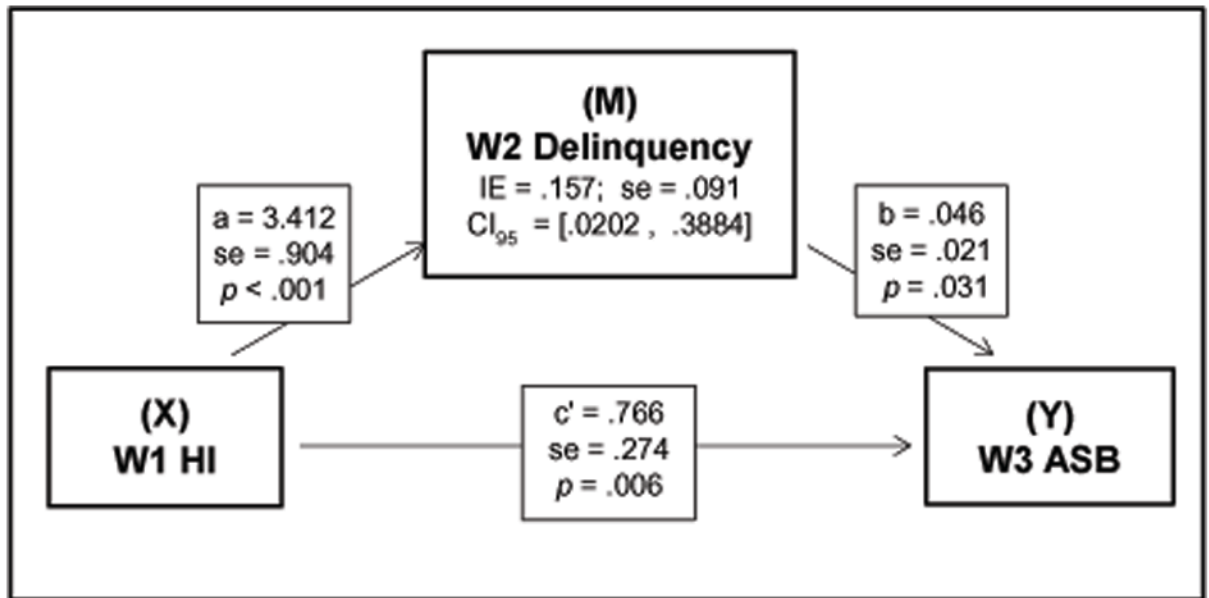 (M)
W2 Delinquency
IE = .157; se = .091
CI95 = [.0202 , .3884]
a = 3.412
se = .904
p < .001
b = .046
se = .021
p = .031
(X)
W1 HI
c' = .766
se = .274
p = .006
(Y)
W3 ASB